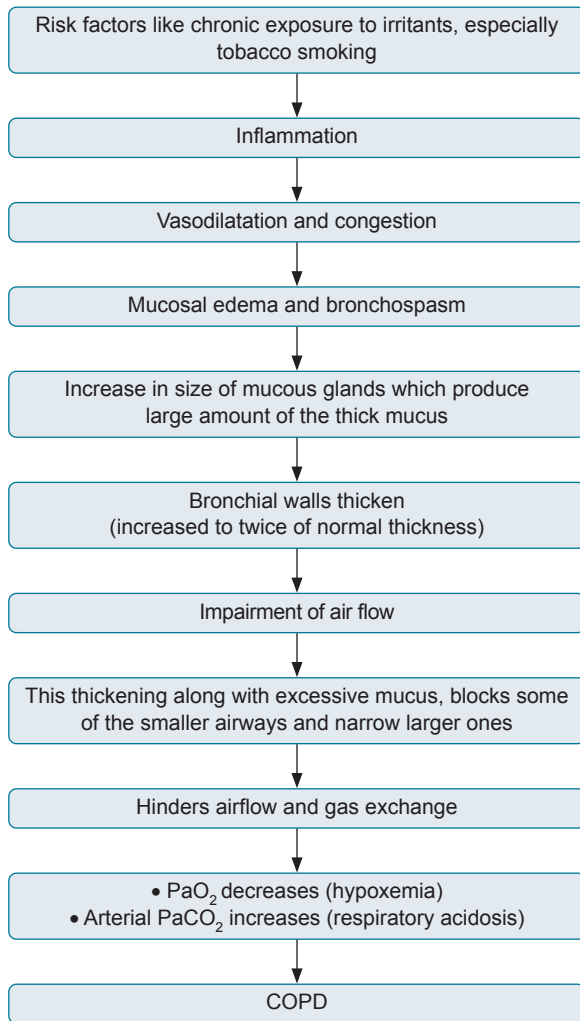 Risk factors like chronic exposure to irritants, especially
tobacco smoking
Inflammation
Vasodilatation and congestion
Mucosal edema and bronchospasm
Increase in size of mucous glands which produce
large amount of the thick mucus
Bronchial walls thicken
(increased to twice of normal thickness)
Impairment of air flow
This thickening along with excessive mucus, blocks some
of the smaller airways and narrow larger ones
Hinders airflow and gas exchange
• PaO₂ decreases (hypoxemia)
• Arterial PaCO₂ increases (respiratory acidosis)
COPD